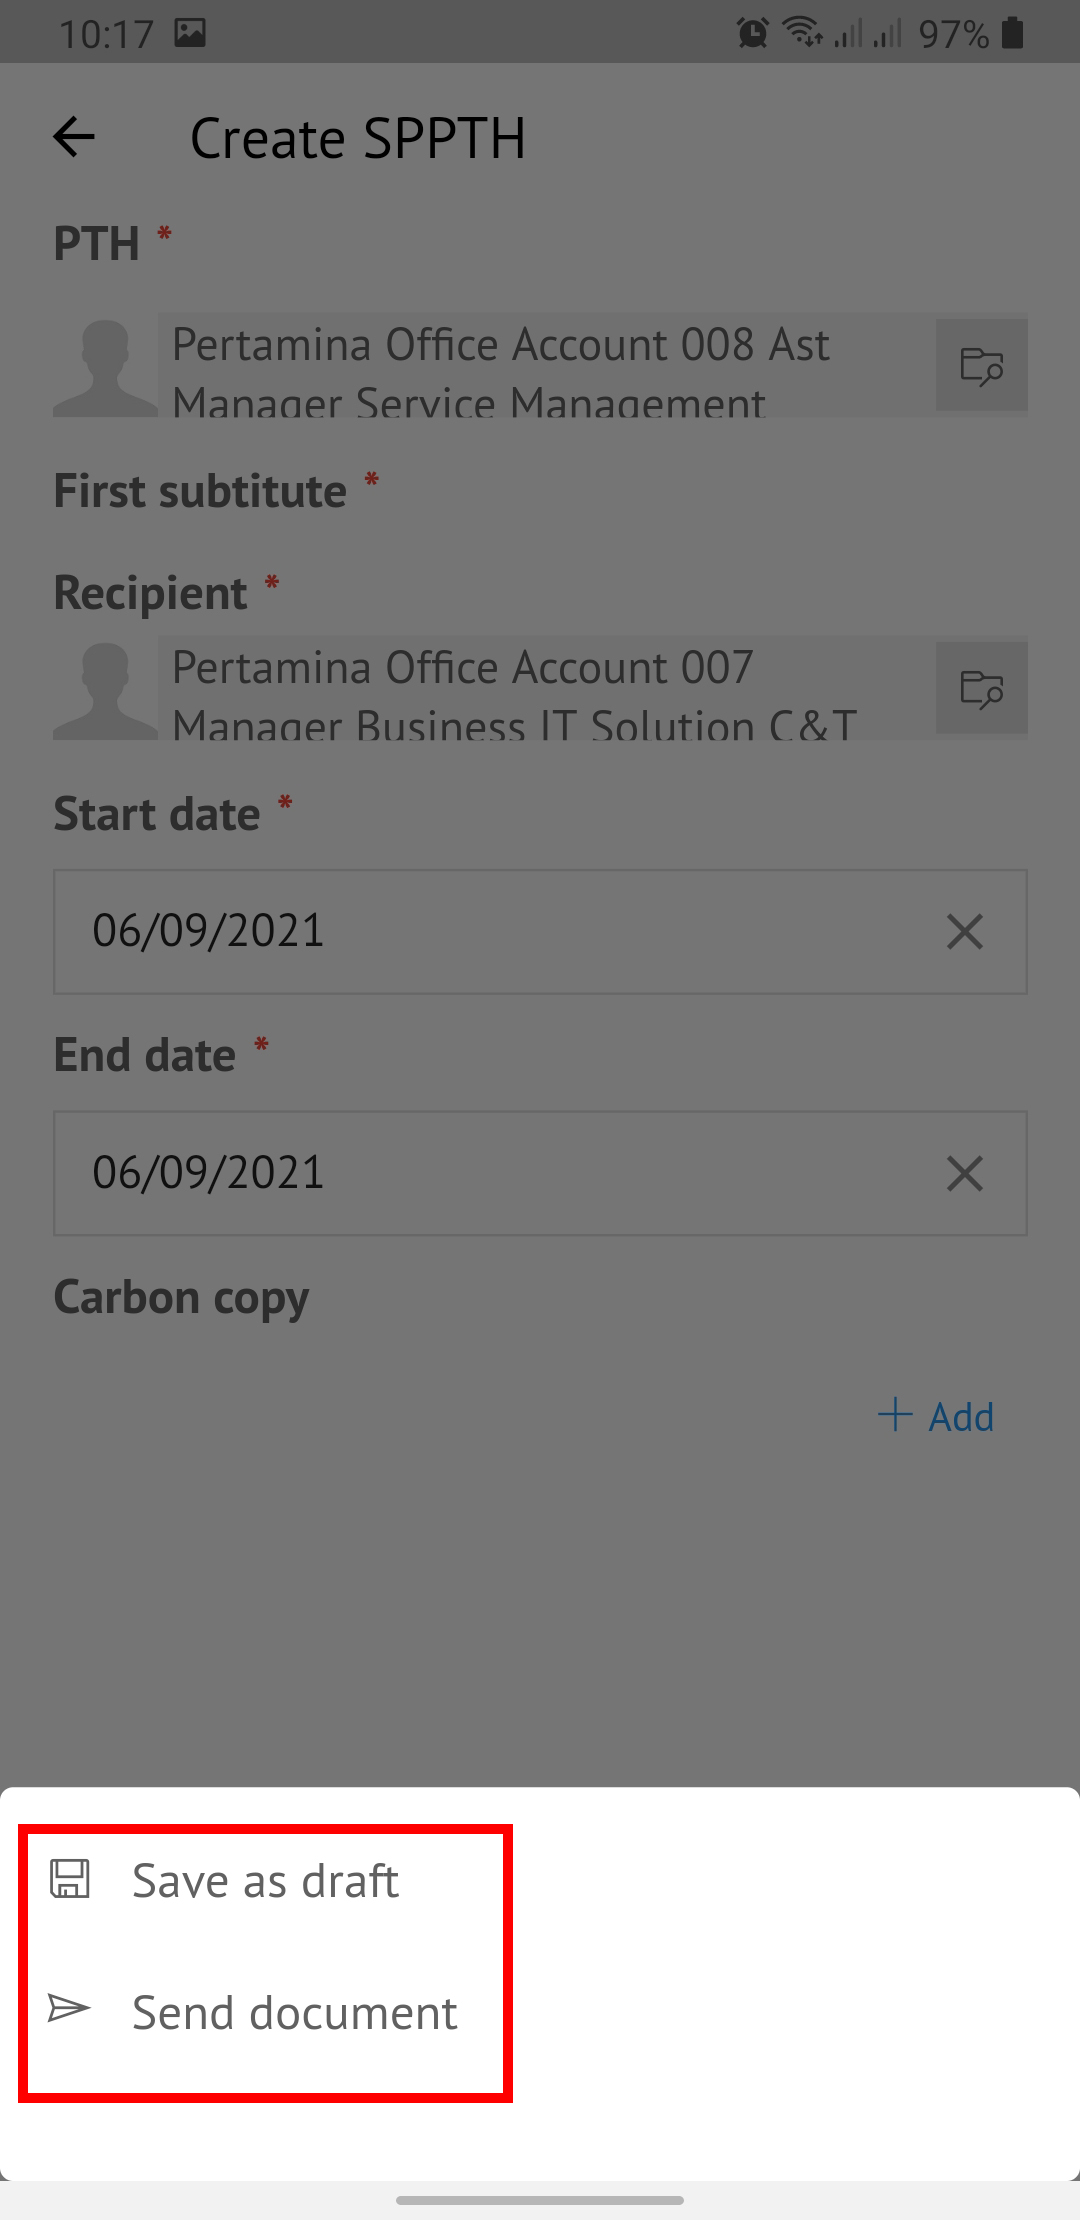 10:17 97%
Create SPPTH
PTH *
Pertamina Office Account 008 Ast
Manager Service Management
First subtitute *
Recipient *
Pertamina Office Account 007
Manager Business IT Solution C&T
Start date *
06/09/2021
End date *
06/09/2021
Carbon copy
Add
Save as draft
Send document